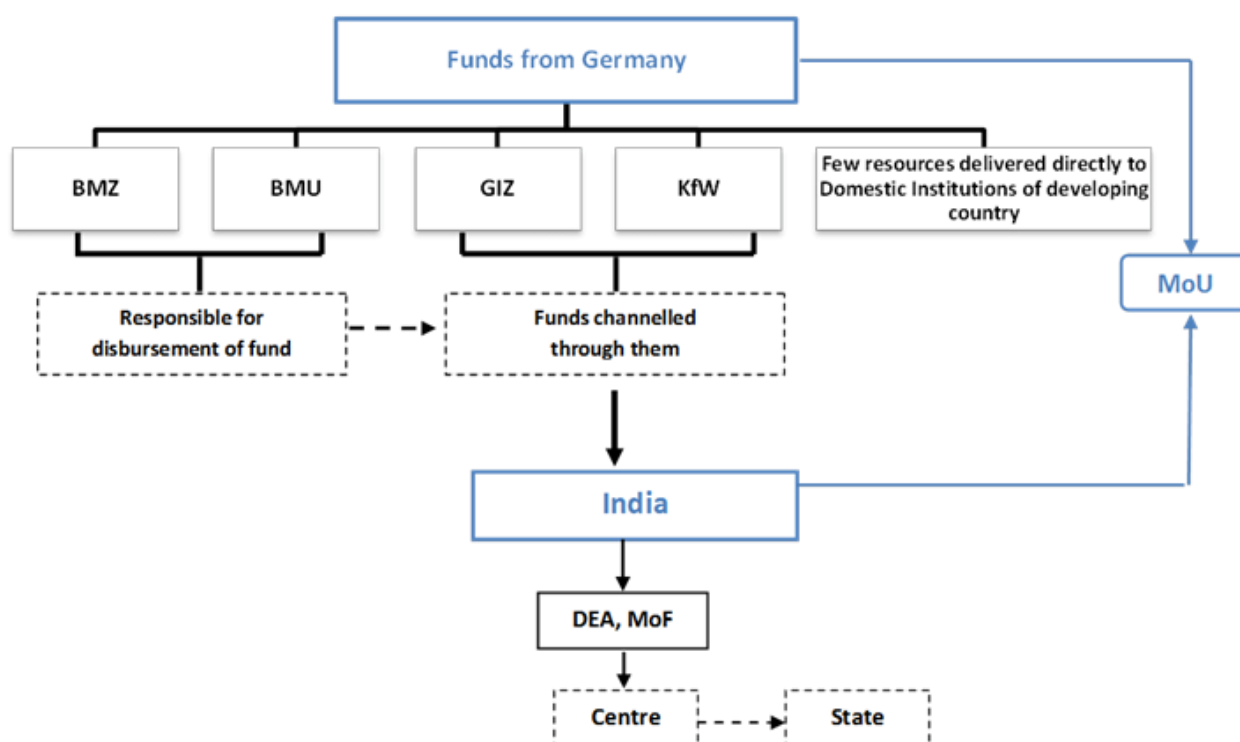 Funds from Germany
BMZ
BMU
GIZ
KfW
Few resources delivered directly to
Domestic Institutions of developing
country
MoU
Responsible for
disbursement of fund
Funds channelled
through them
India
DEA, MoF
Centre
State